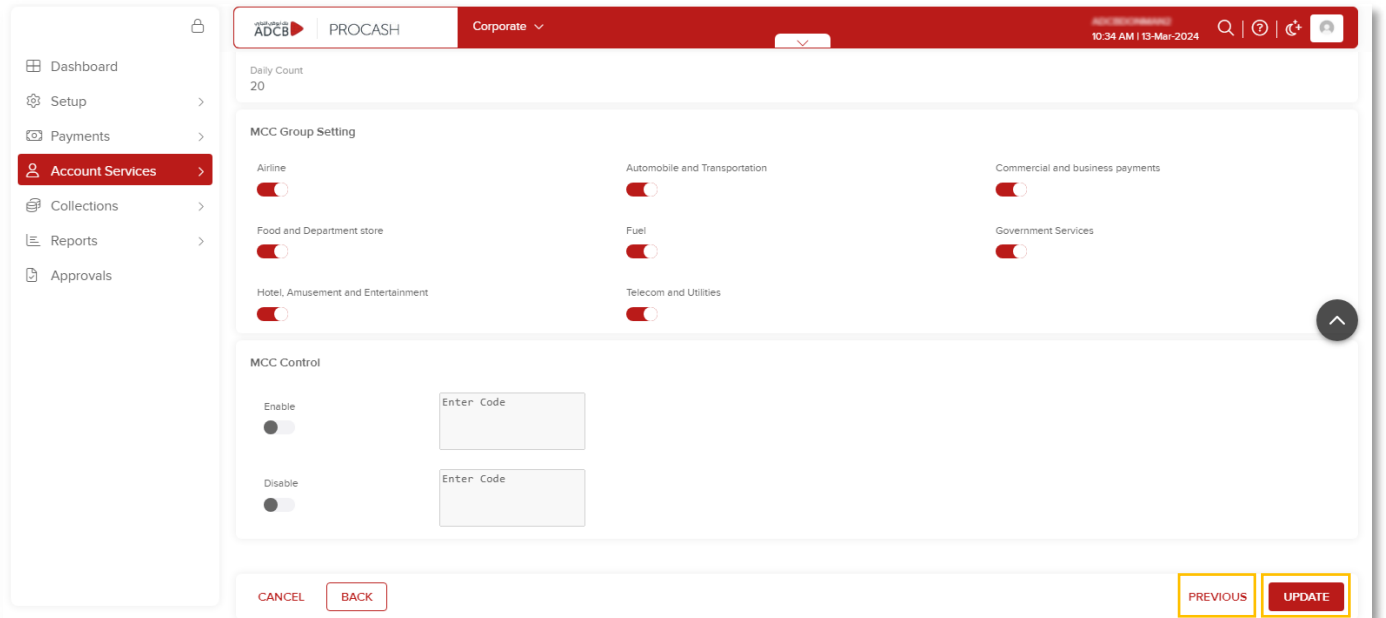 بنك أبوظبي التجاري
ADCB
PROCASH
Corporate
10:34 AM | 13-Mar-2024
Dashboard
Setup
Payments
Account Services
Collections
Reports
Approvals
Daily Count
20
MCC Group Setting
Airline
Automobile and Transportation
Commercial and business payments
Food and Department store
Fuel
Government Services
Hotel, Amusement and Entertainment
Telecom and Utilities
MCC Control
Enable
Enter Code
Disable
Enter Code
CANCEL
BACK
PREVIOUS
UPDATE